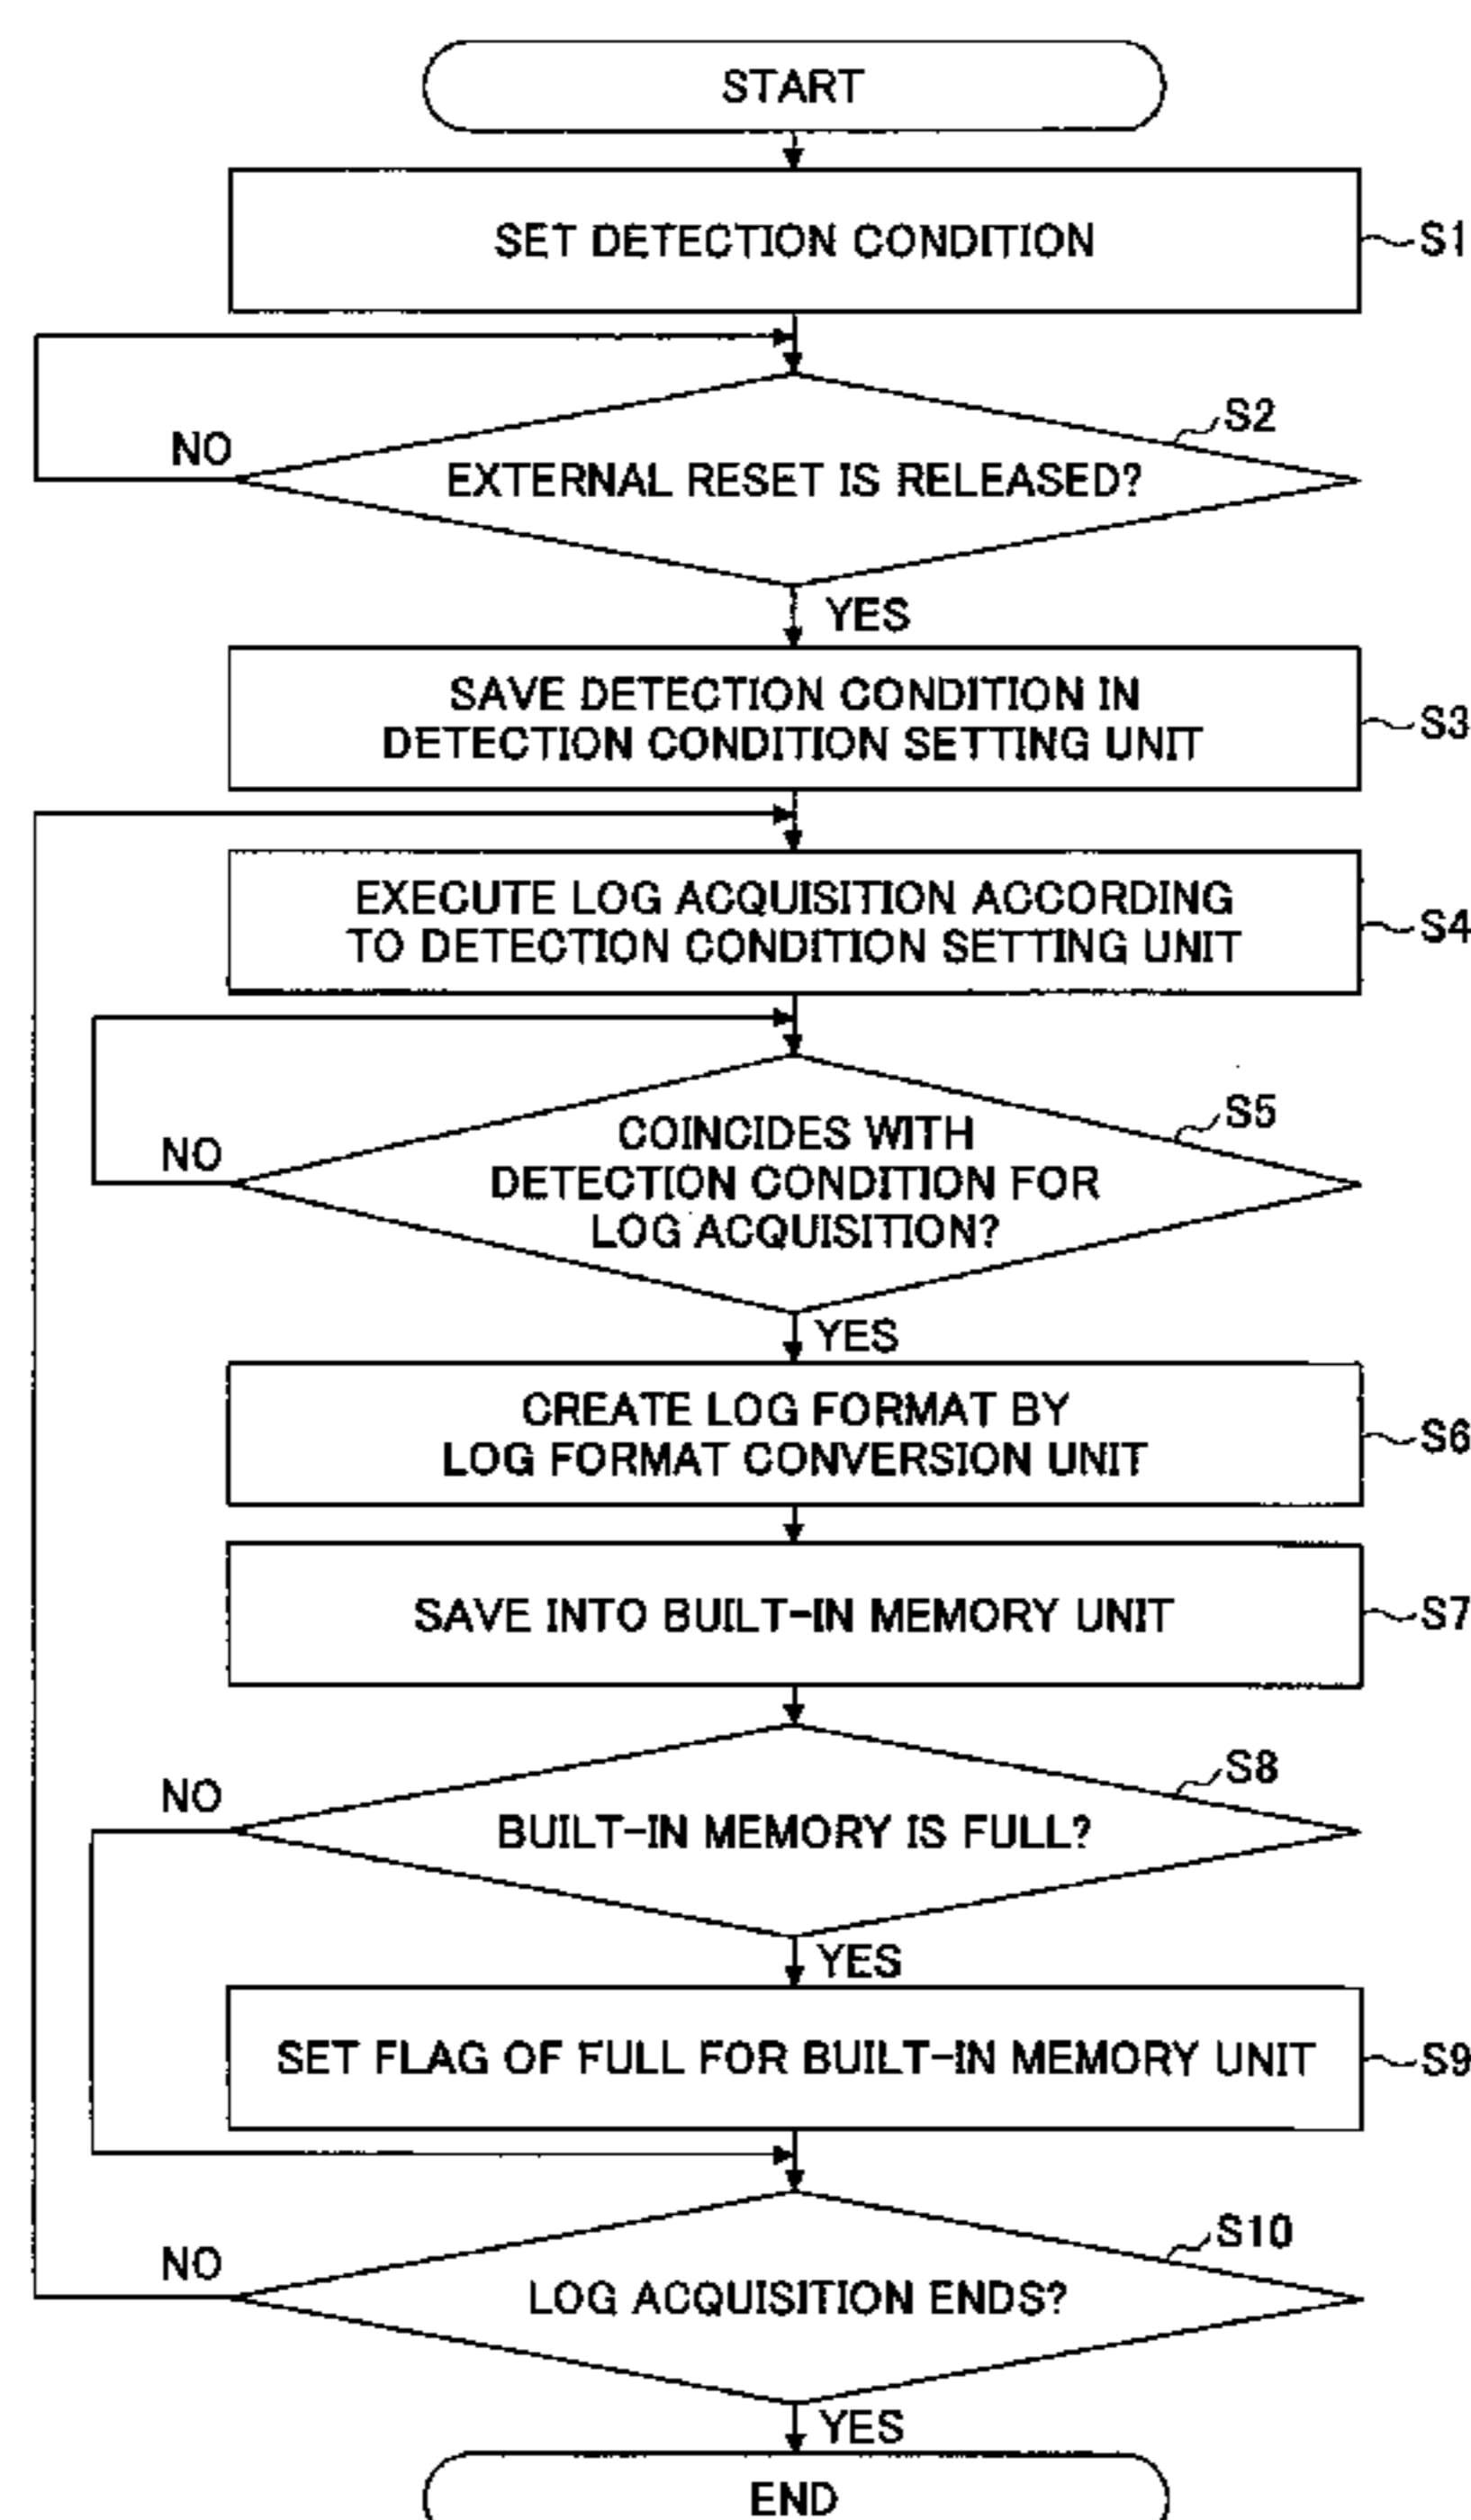 START
SET DETECTION CONDITION
S1
S2
NO
EXTERNAL RESET IS RELEASED?
YES
SAVE DETECTION CONDITION IN
DETECTION CONDITION SETTING UNIT
S3
EXECUTE LOG ACQUISITION ACCORDING
TO DETECTION CONDITION SETTING UNIT
S4
S5
NO
COINCIDES WITH
DETECTION CONDITION FOR
LOG ACQUISITION?
YES
CREATE LOG FORMAT BY
LOG FORMAT CONVERSION UNIT
S6
SAVE INTO BUILT-IN MEMORY UNIT
S7
S8
NO
BUILT-IN MEMORY IS FULL?
YES
SET FLAG OF FULL FOR BUILT-IN MEMORY UNIT
S9
S10
NO
LOG ACQUISITION ENDS?
YES
END